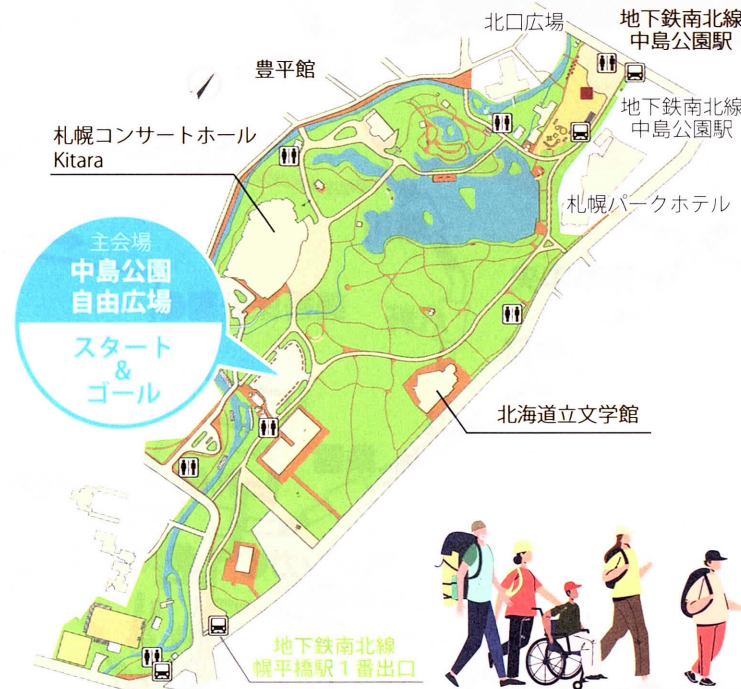 北口広場
地下鉄南北線
中島公園駅
豊平館
地下鉄南北線
中島公園駅
札幌コンサートホール
Kitara
札幌パークホテル
主会場
中島公園
自由広場
スタート
&
ゴール
北海道立文学館
地下鉄南北線
幌平橋駅1番出口